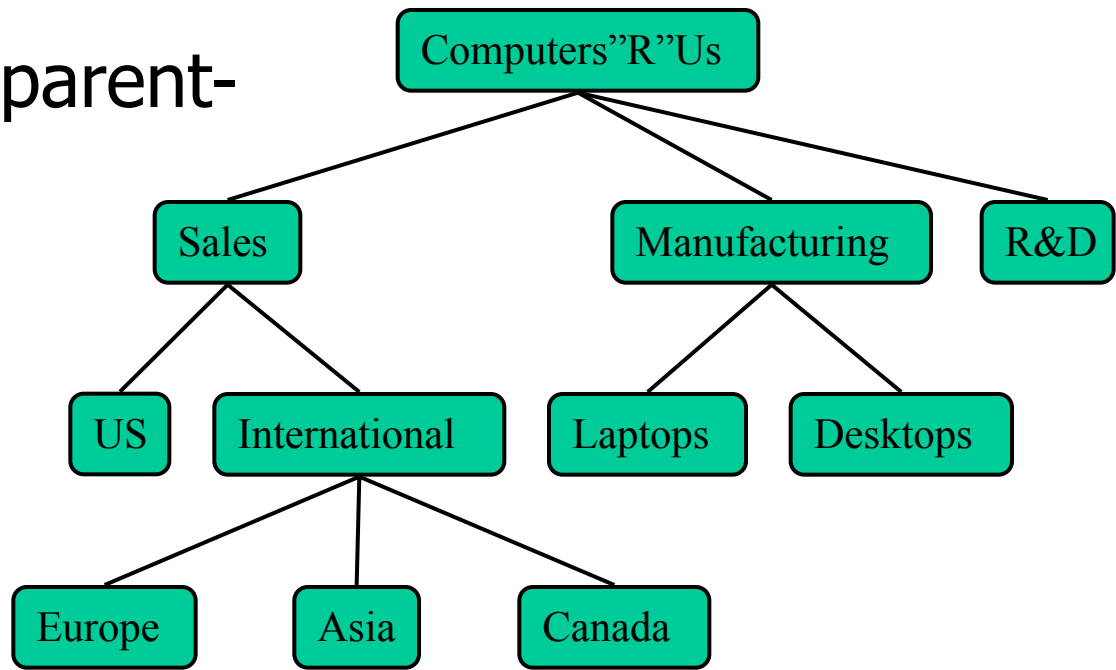 Computers”R”Us
parent-
Sales
Manufacturing
R&D
US
International
Laptops
Desktops
Europe
Asia
Canada